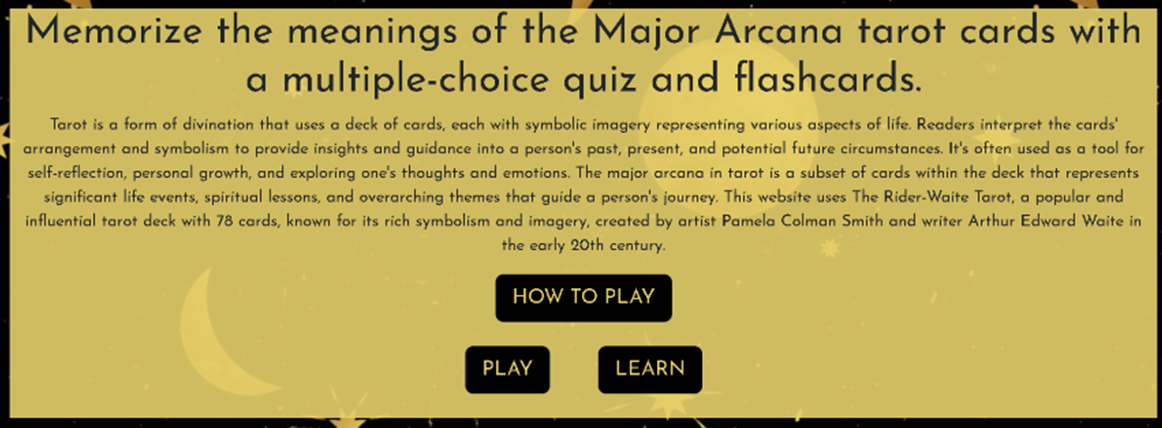 Memorize the meanings of the Major Arcana tarot cards with
a multiple-choice quiz and flashcards.
Tarot is a form of divination that uses a deck of cards, each with symbolic imagery representing various aspects of life. Readers interpret the cards'
arrangement and symbolism to provide insights and guidance into a person's past, present, and potential future circumstances. It's often used as a tool for
self-reflection, personal growth, and exploring one's thoughts and emotions. The major arcana in tarot is a subset of cards within the deck that represents
significant life events, spiritual lessons, and overarching themes that guide a person's journey. This website uses The Rider-Waite Tarot, a popular and
influential tarot deck with 78 cards, known for its rich symbolism and imagery, created by artist Pamela Colman Smith and writer Arthur Edward Waite in
the early 20th century.
HOW TO PLAY
PLAY LEARN